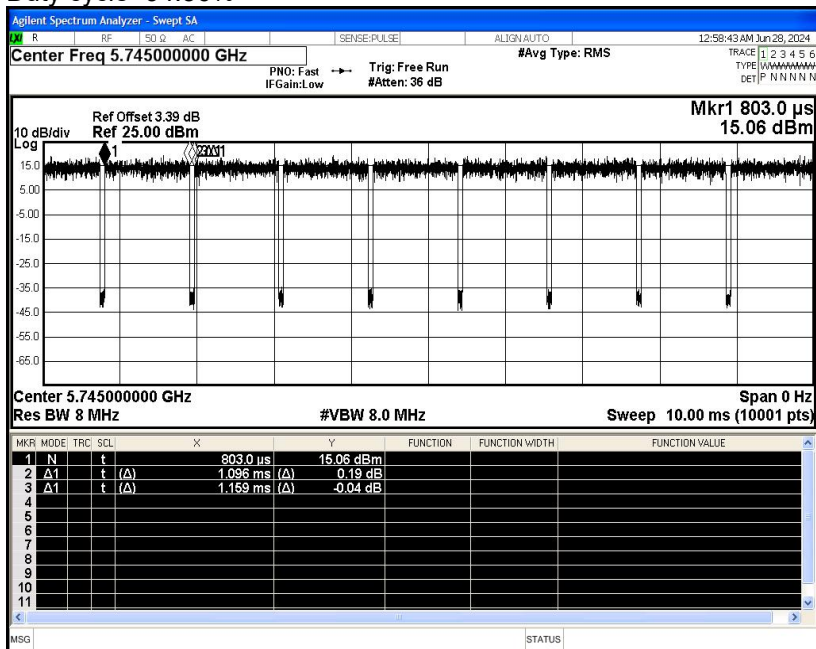 Agilent Spectrum Analyzer - Swept SA
LXI R RF 50 Ω AC SENSE:PULSE ALIGN AUTO 12:58:43 AM Jun 28, 2024
Center Freq 5.745000000 GHz #Avg Type: RMS TRACE 1 2 3 4 5 6
PNO: Fast Trig: Free Run TYPE W
IFGain:Low #Atten: 36 dB DET P N N N N N
Mkr1 803.0 µs
Ref Offset 3.39 dB
10 dB/div Ref 25.00 dBm 15.06 dBm
Log
1
15.0
5.00
-5.00
-15.0
-25.0
-35.0
-45.0
-55.0
-65.0
Center 5.745000000 GHz Span 0 Hz
Res BW 8 MHz #VBW 8.0 MHz Sweep 10.00 ms (10001 pts)
MKR MODE TRC SCL X Y FUNCTION FUNCTION WIDTH FUNCTION VALUE
1 N t 803.0 µs 15.06 dBm
2 Δ1 t (Δ) 1.096 ms (Δ) 0.19 dB
3 Δ1 t (Δ) 1.159 ms (Δ) -0.04 dB
4
5
6
7
8
9
10
11
MSG STATUS